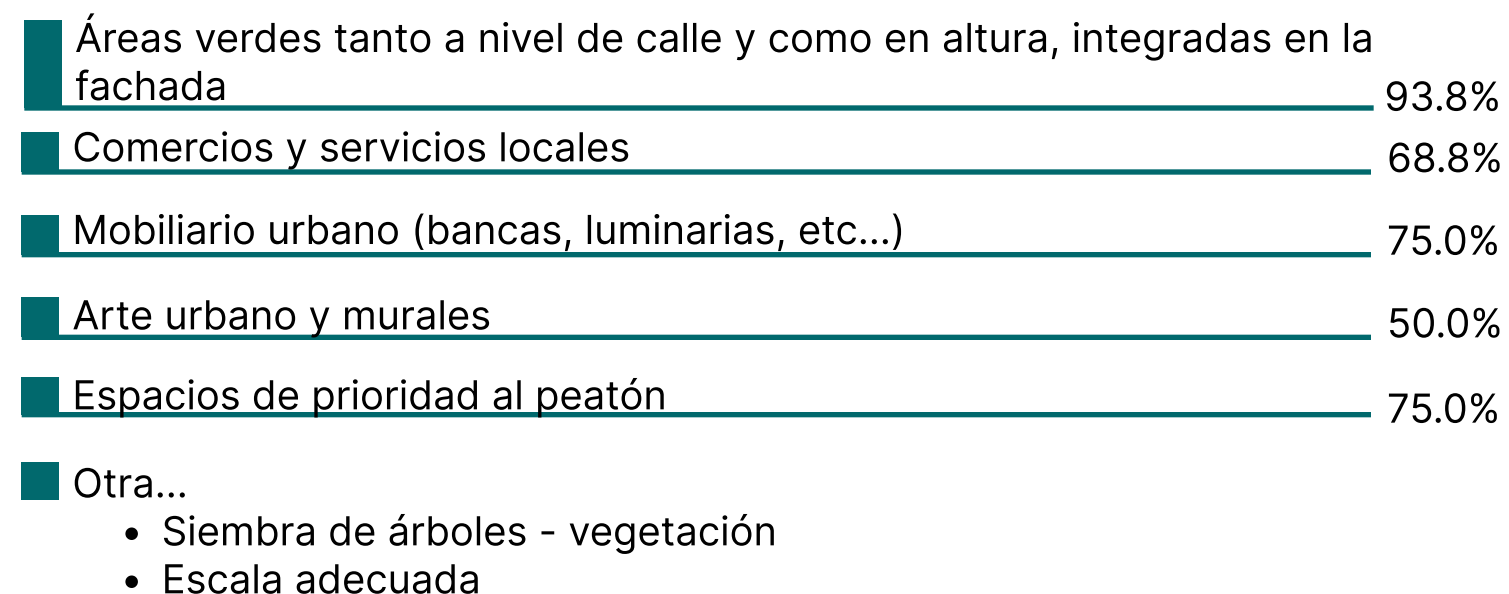 Áreas verdes tanto a nivel de calle y como en altura, integradas en la
fachada
93.8%
Comercios y servicios locales
68.8%
Mobiliario urbano (bancas, luminarias, etc...)
75.0%
Arte urbano y murales
50.0%
Espacios de prioridad al peatón
75.0%
Otra...
• Siembra de árboles - vegetación
• Escala adecuada